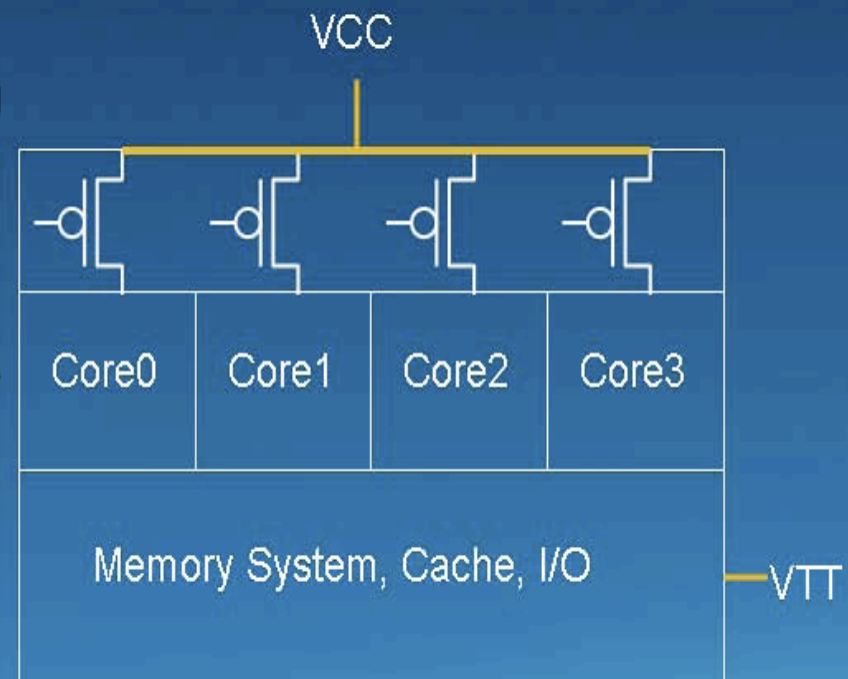 VCC
Core0
Core1
Core2
Core3
Memory System, Cache, I/O
VTT